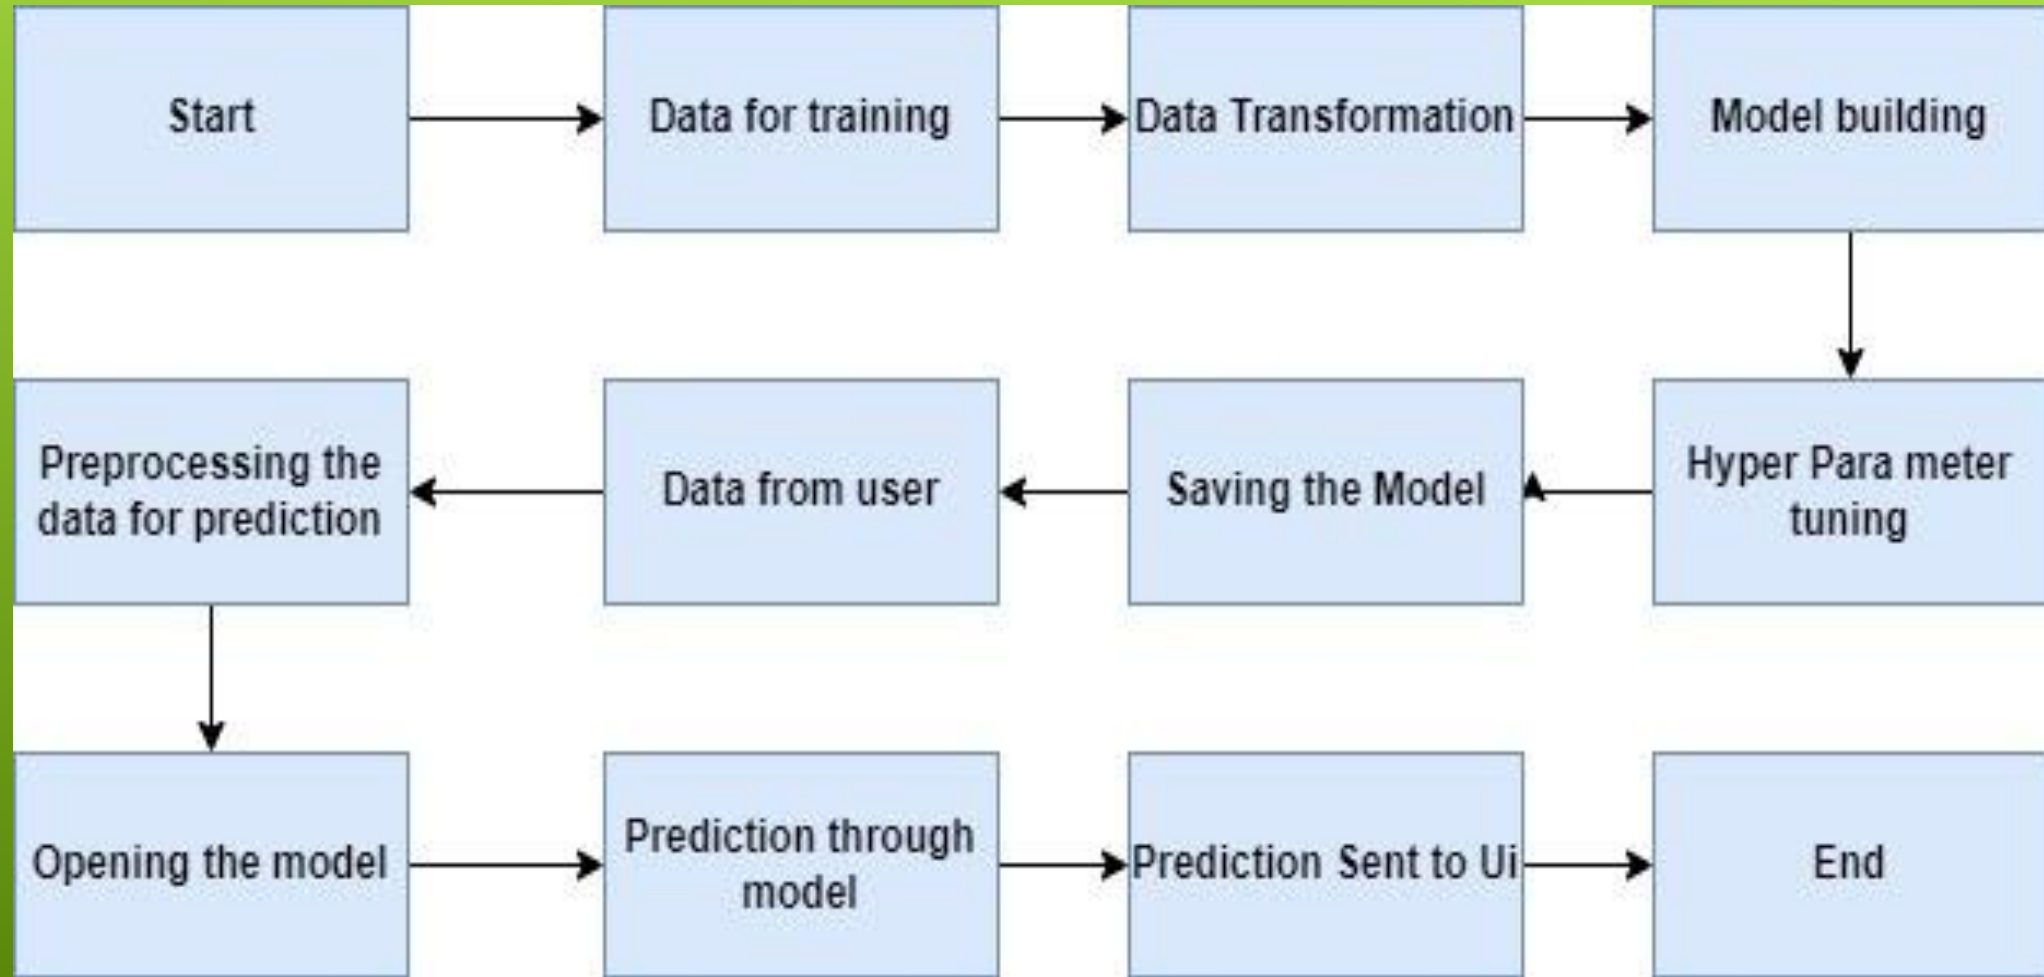 Start
Data for training
Data Transformation
Model building
Hyper Para meter
tuning
Saving the Model
Data from user
Preprocessing the
data for prediction
Opening the model
Prediction through
model
Prediction Sent to Ui
End